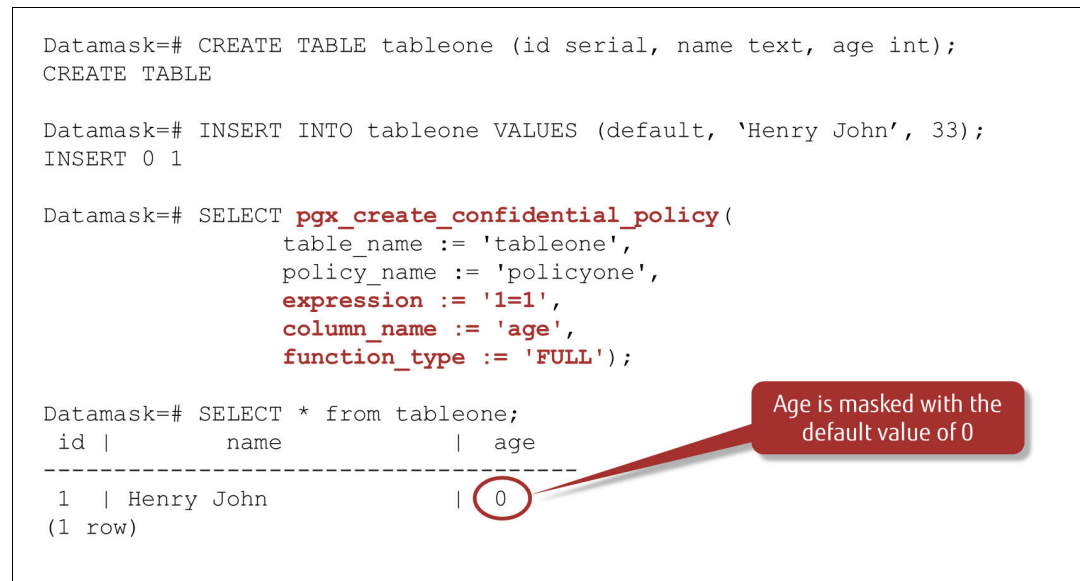 Datamask=# CREATE TABLE tableone (id serial, name text, age int);
CREATE TABLE
Datamask=# INSERT INTO tableone VALUES (default, ‘Henry John’, 33);
INSERT 0 1
Datamask=# SELECT pgx_create_confidential_policy(
table_name := 'tableone',
policy_name := 'policyone',
expression := '1=1',
column_name := 'age',
function_type := 'FULL');
Datamask=# SELECT * from tableone;
id | name | age
--------------------------------------
1 | Henry John | 0
(1 row)
Age is masked with the
default value of 0